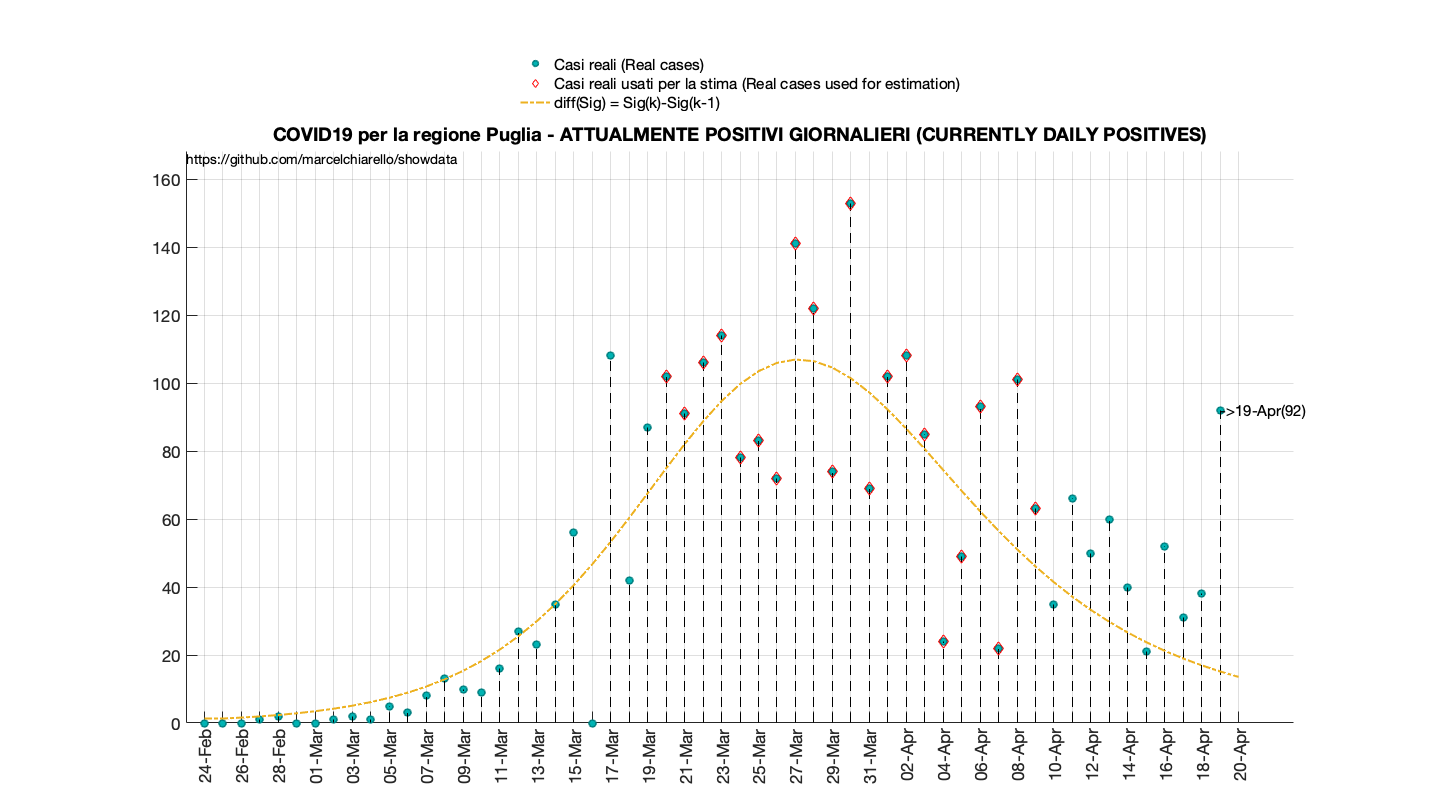 Casi reali (Real cases)
Casi reali usati per la stima (Real cases used for estimation)
diff(Sig) = Sig(k)-Sig(k-1)
COVID19 per la regione Puglia - ATTUALMENTE POSITIVI GIORNALIERI (CURRENTLY DAILY POSITIVES)
https://github.com/marcelchiarello/showdata
160
140
120
100
80
60
40
20
0
->19-Apr(92)
24-Feb
26-Feb
28-Feb
01-Mar
03-Mar
05-Mar
07-Mar
09-Mar
11-Mar
13-Mar
15-Mar
17-Mar
19-Mar
21-Mar
23-Mar
25-Mar
27-Mar
29-Mar
31-Mar
02-Apr
04-Apr
06-Apr
08-Apr
10-Apr
12-Apr
14-Apr
16-Apr
18-Apr
20-Apr